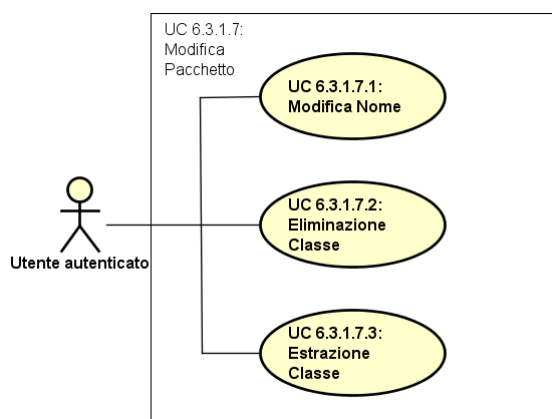 UC 6.3.1.7:
Modifica
Pacchetto
UC 6.3.1.7.1:
Modifica Nome
UC 6.3.1.7.2:
Eliminazione
Classe
Utente autenticato
UC 6.3.1.7.3:
Estrazione
Classe